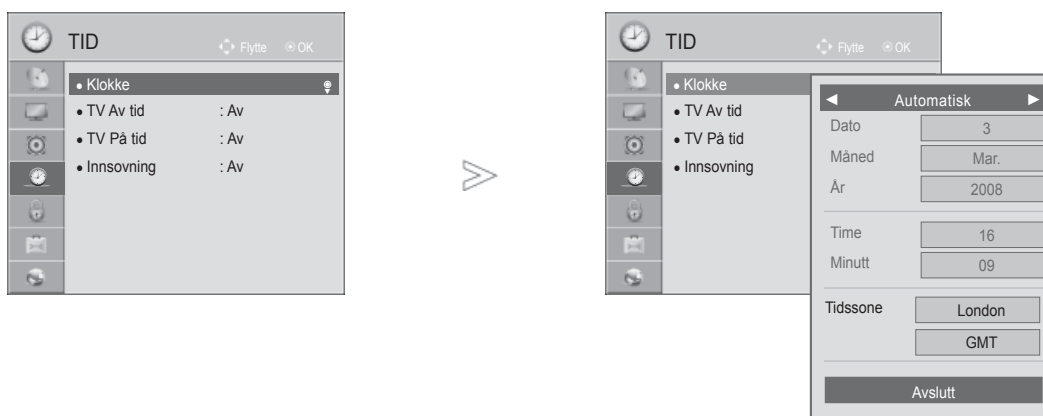 TID
Flytte OK
• Klokke
• TV Av tid : Av
• TV På tid : Av
• Innsovning : Av
TID
Flytte OK
• Klokke
• TV Av tid
• TV På tid
• Innsovning
◄ Automatisk ►
Dato 3
Måned Mar.
År 2008
Time 16
Minutt 09
Tidssone London
GMT
Avslutt